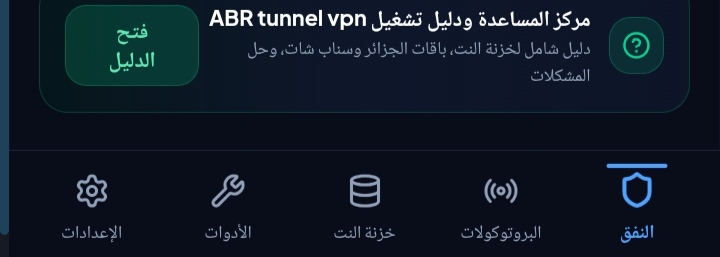 مركز المساعدة ودليل تشغيل ABR tunnel vpn
دليل شامل لخزنة النت، باقات الجزائر وسناب شات، وحل
المشكلات
فتح
الدليل
النفق
البروتوكولات
خزنة النت
الأدوات
الإعدادات